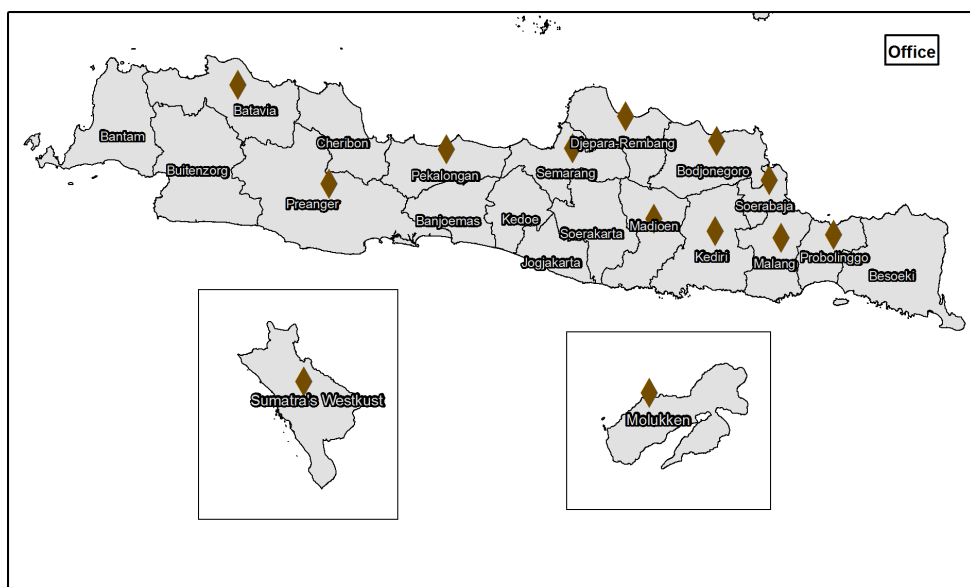 Office
Batavia
Bantam
Cheribon
Djepara-Rembang
Buitenzorg
Pekalongan
Semarang
Bodjonegoro
Preanger
Soerabaja
Banjoemas
Kedoe
Soerakarta
Madioen
Jogjakarta
Kediri
Malang
Probolinggo
Besoeki
Sumatra's Westkust
Molukken